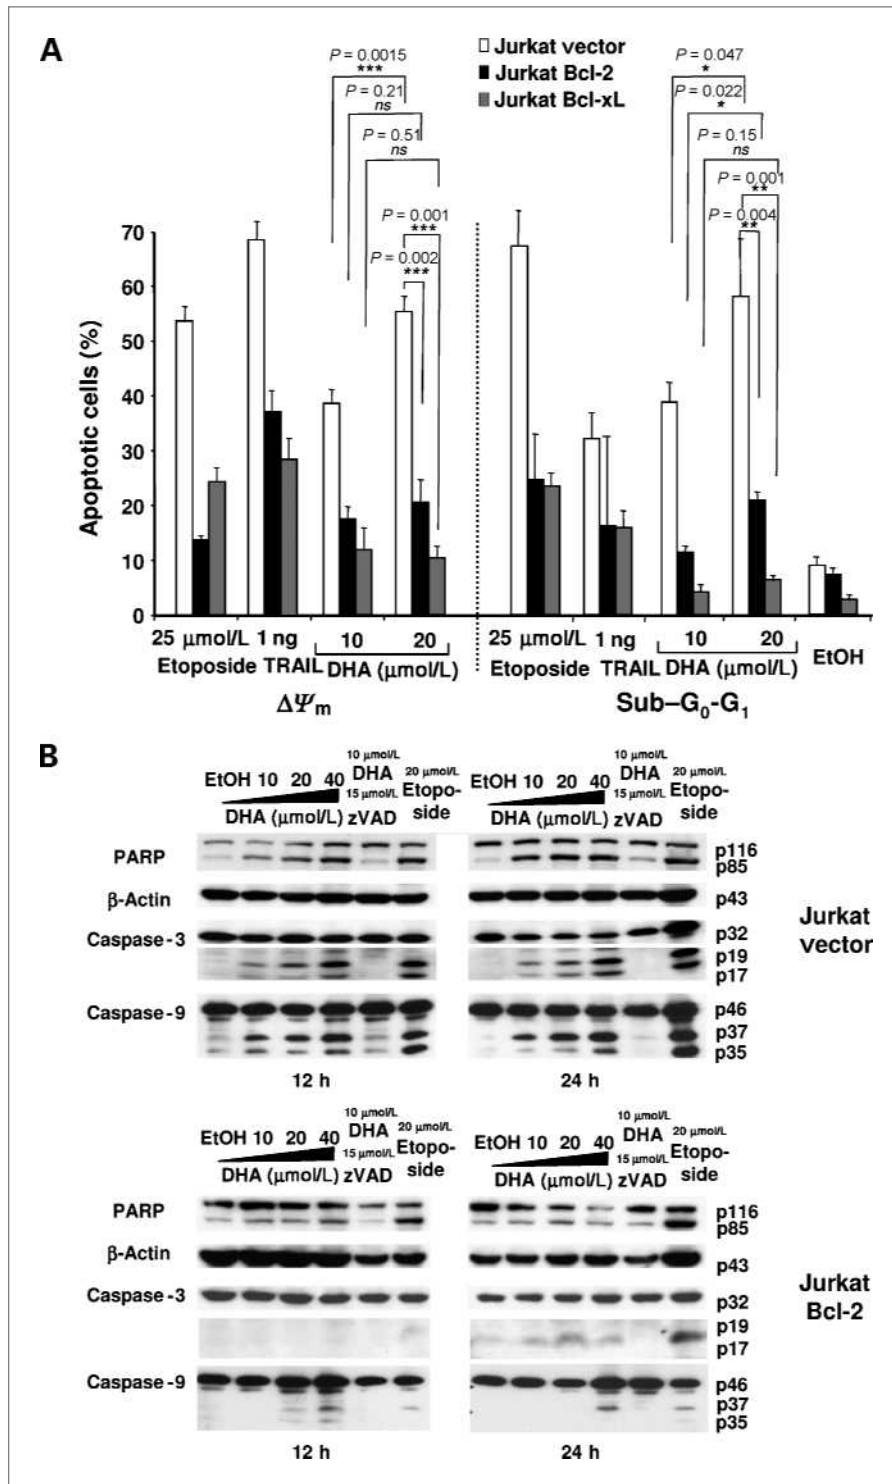 A
Jurkat vector
Jurkat Bcl-2
Jurkat Bcl-xL
P = 0.0015
***
P = 0.21
ns
P = 0.51
ns
P = 0.001
***
P = 0.002
***
P = 0.047
*
P = 0.022
*
P = 0.15
ns
P = 0.001
**
P = 0.004
**
Apoptotic cells (%)
70
60
50
40
30
20
10
0
25 μmol/L 1 ng 10 20 25 μmol/L 1 ng 10 20
Etoposide TRAIL DHA (μmol/L) Etoposide TRAIL DHA (μmol/L) EtOH
ΔΨm Sub–G0-G1
B
10 μmol/L 10 μmol/L
EtOH 10 20 40 DHA 20 μmol/L EtOH 10 20 40 DHA 20 μmol/L
15 μmol/L Etopo- 15 μmol/L Etopo-
DHA (μmol/L) zVAD side DHA (μmol/L) zVAD side
PARP p116
p85
β-Actin p43
Caspase-3 p32
p19
p17
Caspase-9 p46
p37
p35
Jurkat
vector
12 h 24 h
10 μmol/L 10 μmol/L
EtOH 10 20 40 DHA 20 μmol/L EtOH 10 20 40 DHA 20 μmol/L
15 μmol/L Etopo- 15 μmol/L Etopo-
DHA (μmol/L) zVAD side DHA (μmol/L) zVAD side
PARP p116
p85
β-Actin p43
Caspase-3 p32
p19
p17
Caspase-9 p46
p37
p35
Jurkat
Bcl-2
12 h 24 h